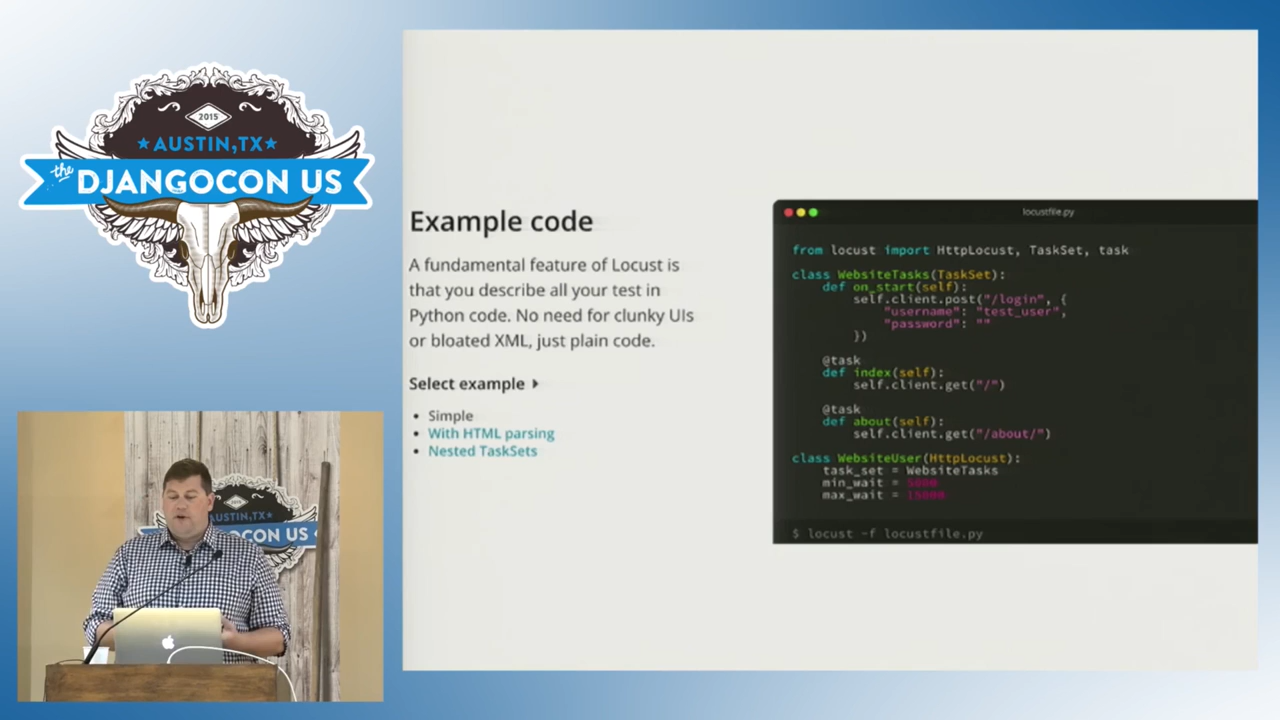 2015
AUSTIN, TX
the
DJANGOCON US
Example code
A fundamental feature of Locust is
that you describe all your test in
Python code. No need for clunky UIs
or bloated XML, just plain code.
Select example
Simple
With HTML parsing
Nested TaskSets
locustfile.py
from locust import HttpLocust, TaskSet, task
class WebsiteTasks(TaskSet):
def on_start(self):
self.client.post("/login", {
"username": "test_user",
"password": ""
})
@task
def index(self):
self.client.get("/")
@task
def about(self):
self.client.get("/about/")
class WebsiteUser(HttpLocust):
task_set = WebsiteTasks
min_wait = 5000
max_wait = 15000
$ locust -f locustfile.py
AUSTIN, TX
DJANGOCON US